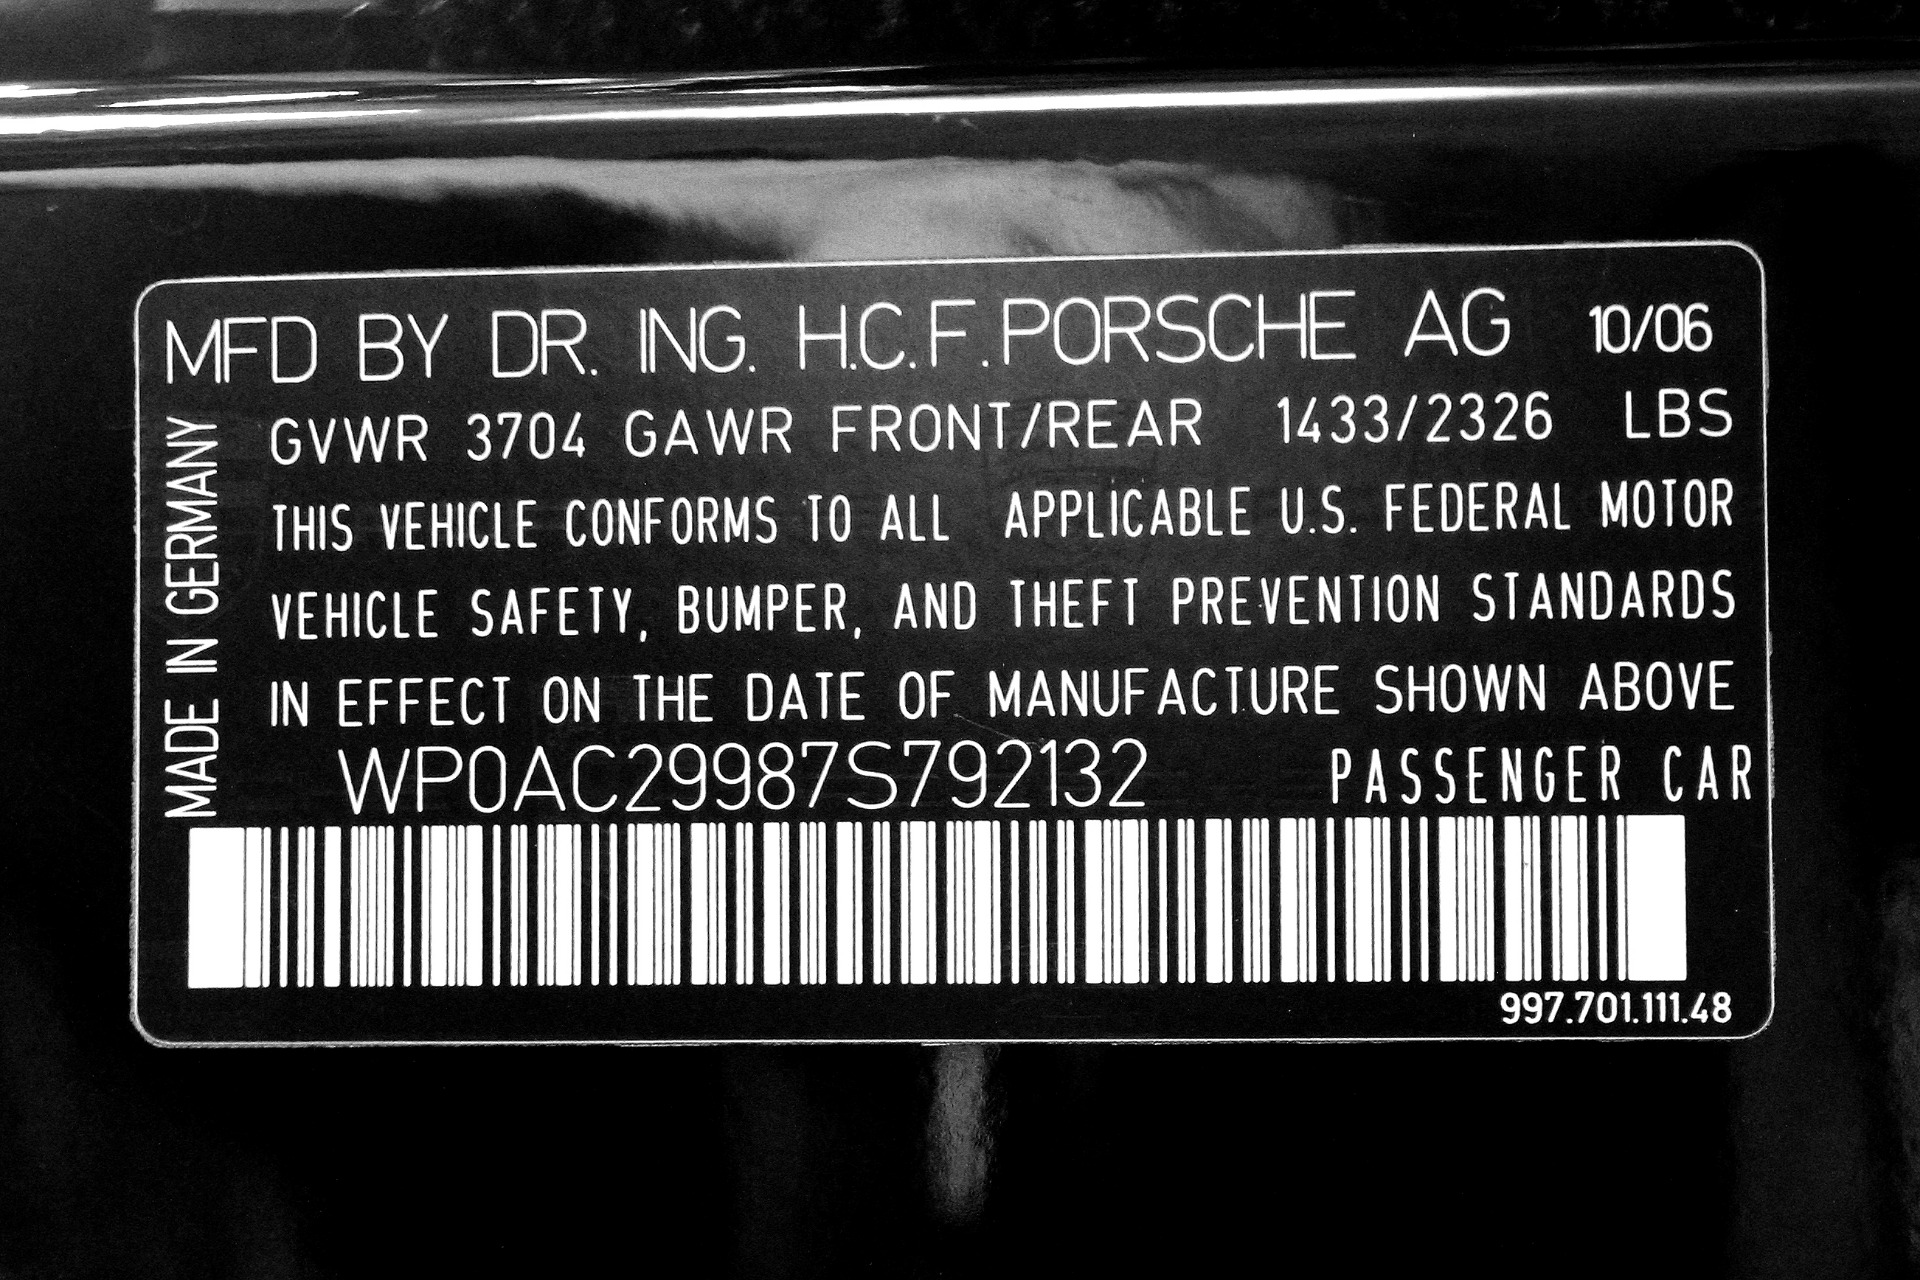 MFD BY DR. ING. H.C.F.PORSCHE AG 10/06
GVWR 3704 GAWR FRONT/REAR 1433/2326 LBS
THIS VEHICLE CONFORMS TO ALL APPLICABLE U.S. FEDERAL MOTOR
VEHICLE SAFETY, BUMPER, AND THEFT PREVENTION STANDARDS
IN EFFECT ON THE DATE OF MANUFACTURE SHOWN ABOVE
WP0AC29987S792132 PASSENGER CAR
997.701.111.48
MADE IN GERMANY